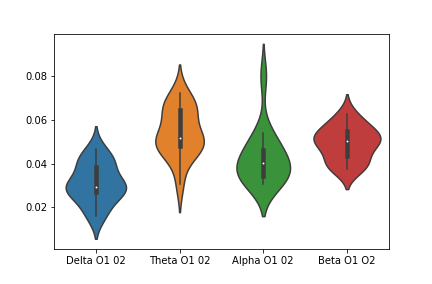 0.08
0.06
0.04
0.02
Delta O1 02
Theta O1 02
Alpha O1 02
Beta O1 O2